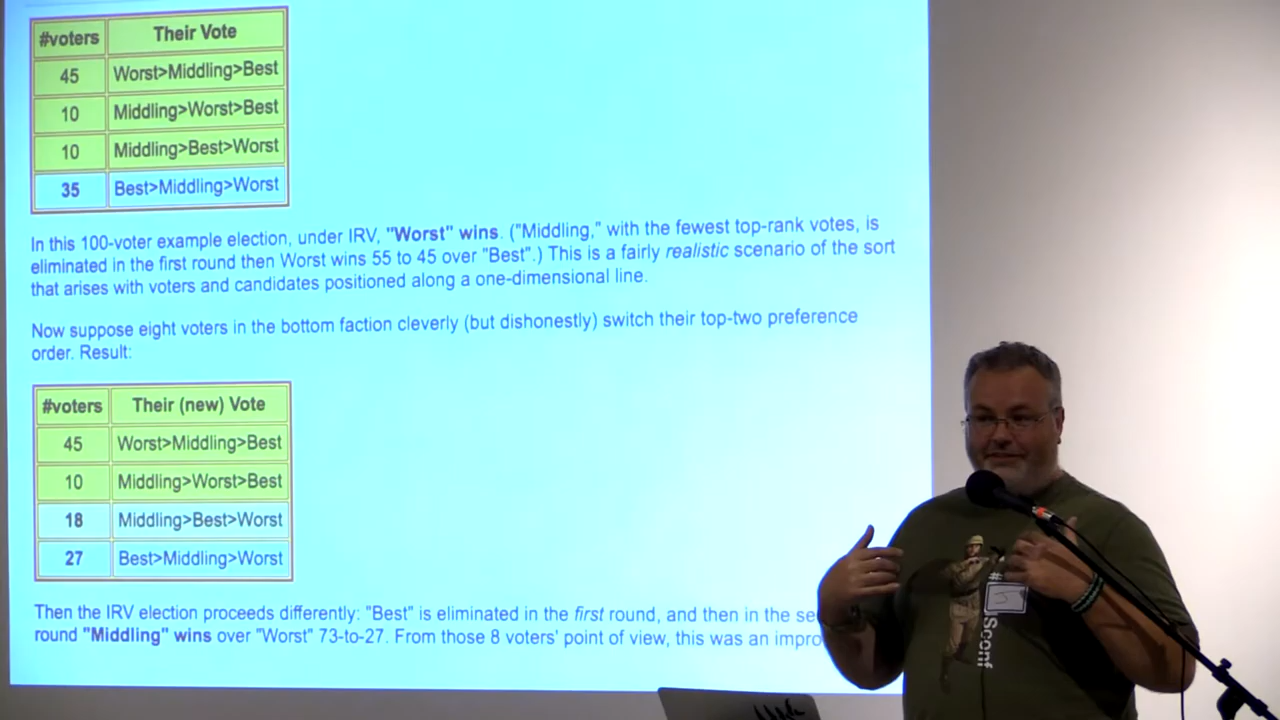 #voters Their Vote
45 Worst>Middling>Best
10 Middling>Worst>Best
10 Middling>Best>Worst
35 Best>Middling>Worst
In this 100-voter example election, under IRV, "Worst" wins. ("Middling," with the fewest top-rank votes, is
eliminated in the first round then Worst wins 55 to 45 over "Best".) This is a fairly realistic scenario of the sort
that arises with voters and candidates positioned along a one-dimensional line.
Now suppose eight voters in the bottom faction cleverly (but dishonestly) switch their top-two preference
order. Result:
#voters Their (new) Vote
45 Worst>Middling>Best
10 Middling>Worst>Best
18 Middling>Best>Worst
27 Best>Middling>Worst
Then the IRV election proceeds differently: "Best" is eliminated in the first round, and then in the se
round "Middling" wins over "Worst" 73-to-27. From those 8 voters' point of view, this was an impro
Sconf